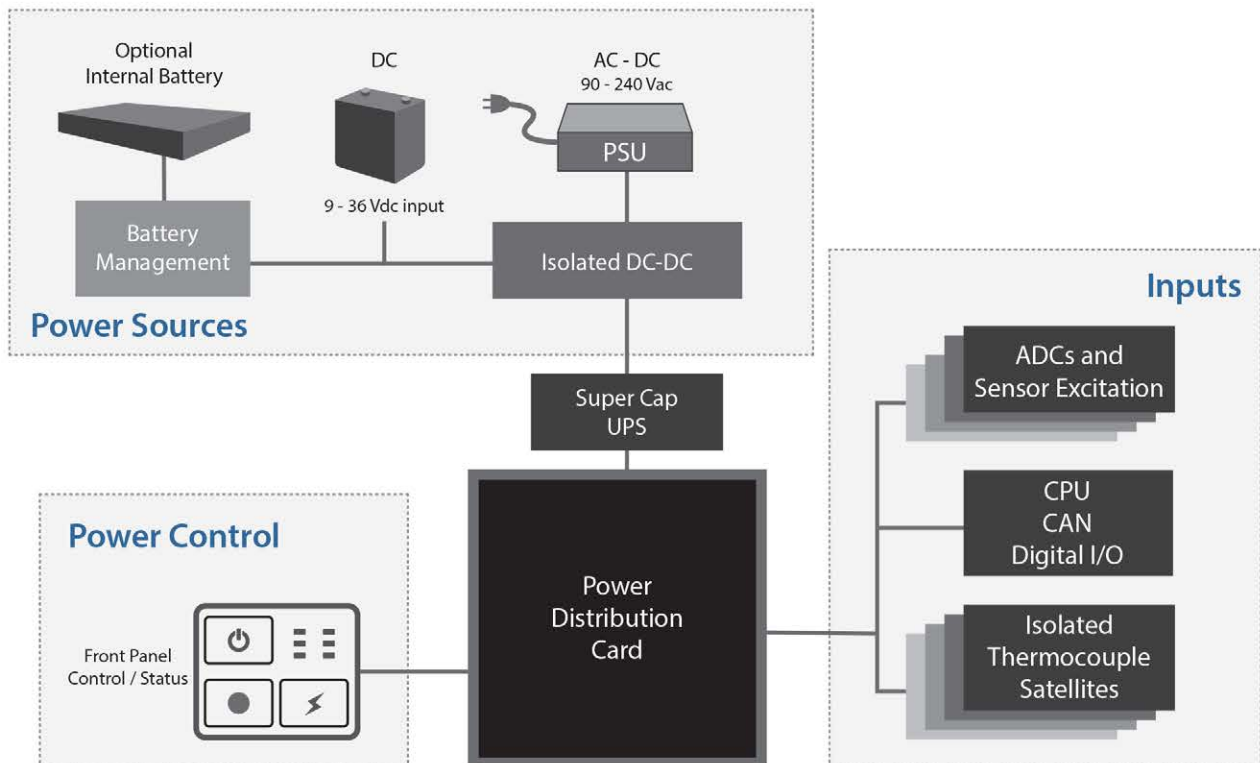 Optional
Internal Battery
DC
AC - DC
90 - 240 Vac
PSU
9 - 36 Vdc input
Battery
Management
Isolated DC-DC
Power Sources
Super Cap
UPS
Power Control
Front Panel
Control / Status
Power
Distribution
Card
Inputs
ADCs and
Sensor Excitation
CPU
CAN
Digital I/O
Isolated
Thermocouple
Satellites